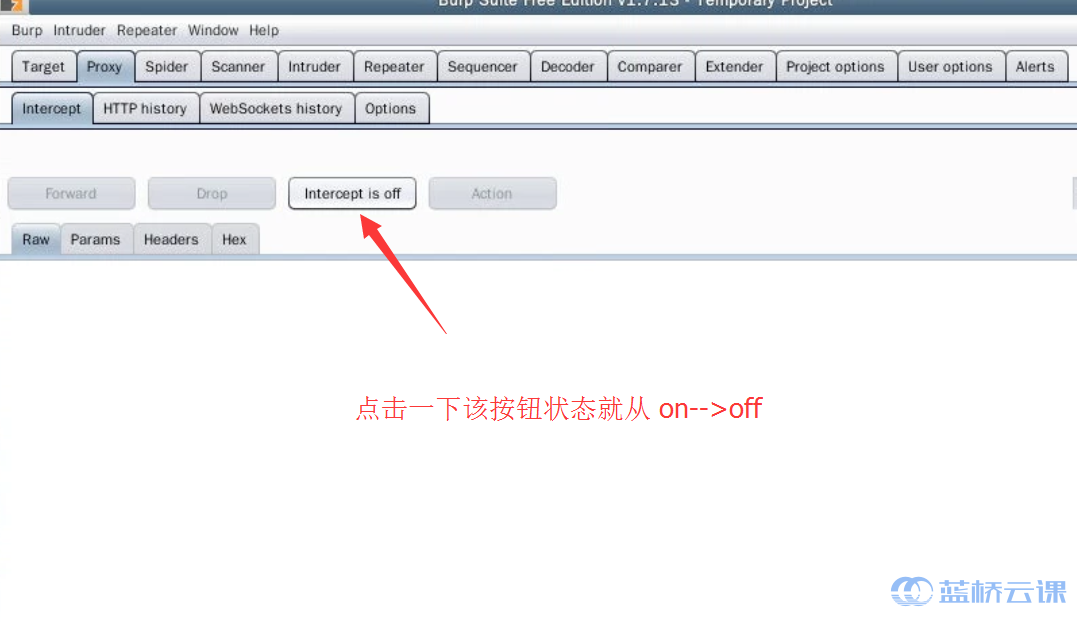 Burp Suite Free Edition v1.7.13 - Temporary Project
Burp Intruder Repeater Window Help
Target Proxy Spider Scanner Intruder Repeater Sequencer Decoder Comparer Extender Project options User options Alerts
Intercept HTTP history WebSockets history Options
Forward Drop Intercept is off Action
Raw Params Headers Hex
点击一下该按钮状态就从 on-->off
蓝桥云课